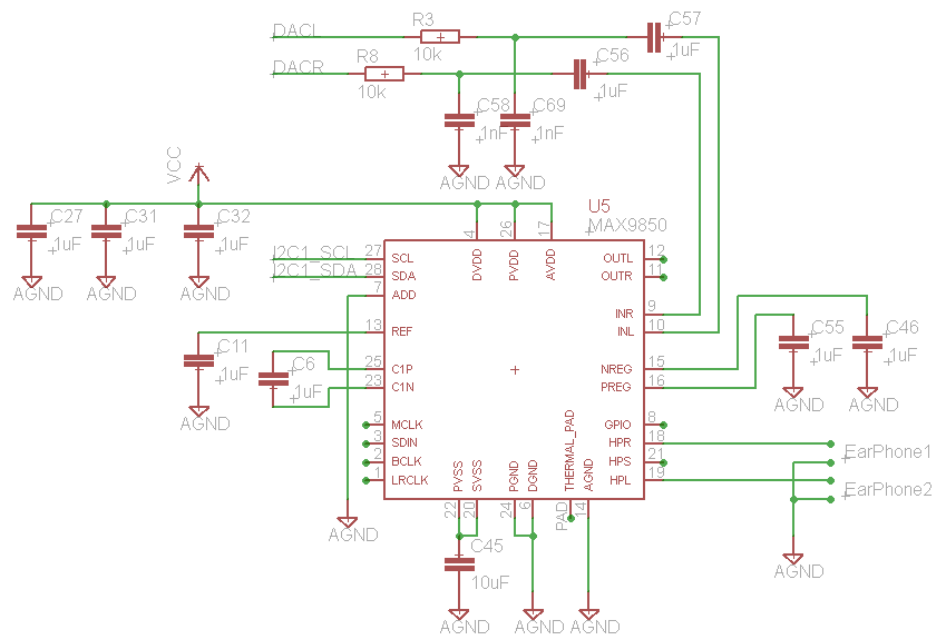 DACL
R3
10k
C57
1uF
DACR
R8
10k
C56
1uF
C58
1nF
C69
1nF
AGND
AGND
VCC
C27
1uF
C31
1uF
C32
1uF
AGND
AGND
AGND
U5
MAX9850
4
26
17
DVDD
PVDD
AVDD
I2C1_SCL
27
SCL
I2C1_SDA
28
SDA
7
ADD
13
REF
25
C1P
23
C1N
5
MCLK
3
SDIN
2
BCLK
1
LRCLK
OUTL
12
OUTR
11
INR
9
INL
10
NREG
15
PREG
16
GPIO
8
HPR
18
HPS
21
HPL
19
C11
1uF
C6
1uF
AGND
C55
1uF
C46
1uF
AGND
AGND
EarPhone1
EarPhone2
AGND
PVSS
SVSS
PGND
DGND
THERMAL_PAD
AGND
22
20
24
6
PAD
14
AGND
C45
10uF
AGND
AGND
AGND